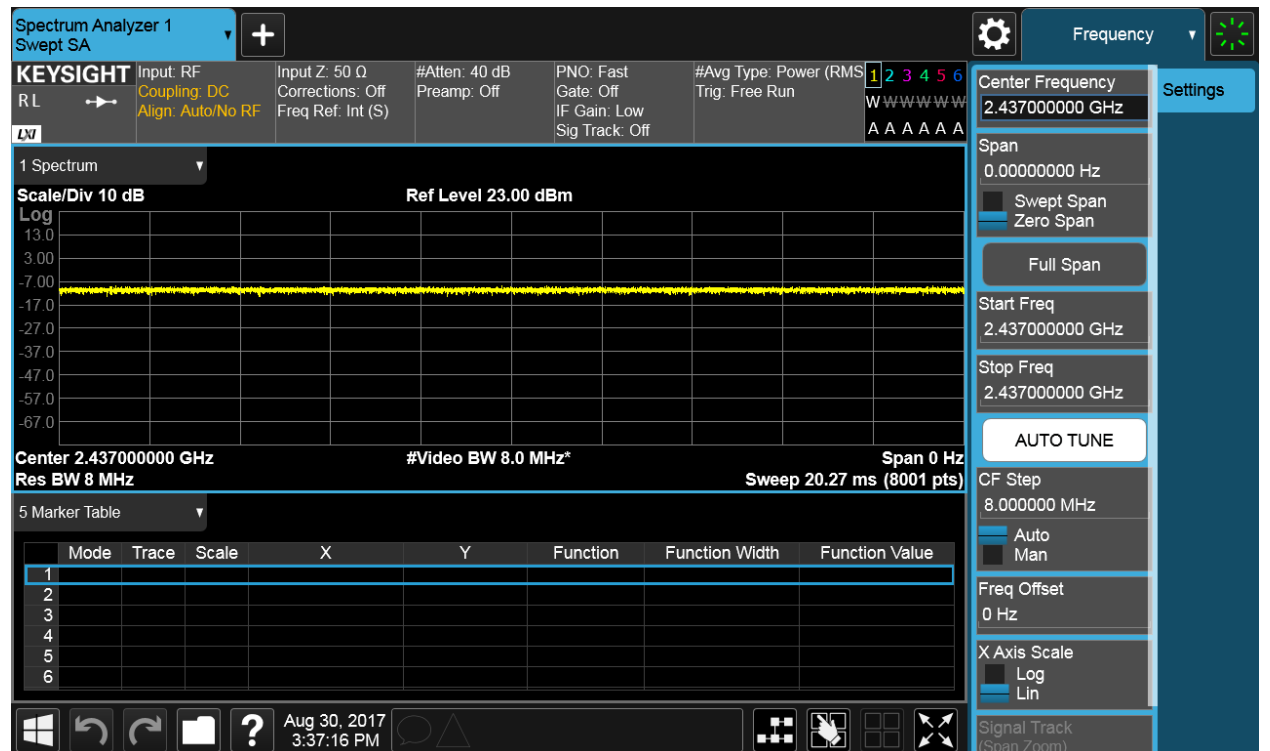 Spectrum Analyzer 1
Swept SA
Frequency
KEYSIGHT
RL
LXI
Input: RF
Coupling: DC
Align: Auto/No RF
Input Z: 50 Ω
Corrections: Off
Freq Ref: Int (S)
#Atten: 40 dB
Preamp: Off
PNO: Fast
Gate: Off
IF Gain: Low
Sig Track: Off
#Avg Type: Power (RMS
Trig: Free Run
1 2 3 4 5 6
W W W W W W
A A A A A A
1 Spectrum
Scale/Div 10 dB
Ref Level 23.00 dBm
Log
13.0
3.00
-7.00
-17.0
-27.0
-37.0
-47.0
-57.0
-67.0
Center 2.437000000 GHz
#Video BW 8.0 MHz*
Span 0 Hz
Res BW 8 MHz
Sweep 20.27 ms (8001 pts)
5 Marker Table
Mode Trace Scale X Y Function Function Width Function Value
1
2
3
4
5
6
Aug 30, 2017
3:37:16 PM
Center Frequency
2.437000000 GHz
Settings
Span
0.00000000 Hz
Swept Span
Zero Span
Full Span
Start Freq
2.437000000 GHz
Stop Freq
2.437000000 GHz
AUTO TUNE
CF Step
8.000000 MHz
Auto
Man
Freq Offset
0 Hz
X Axis Scale
Log
Lin
Signal Track
(Span Zoom)